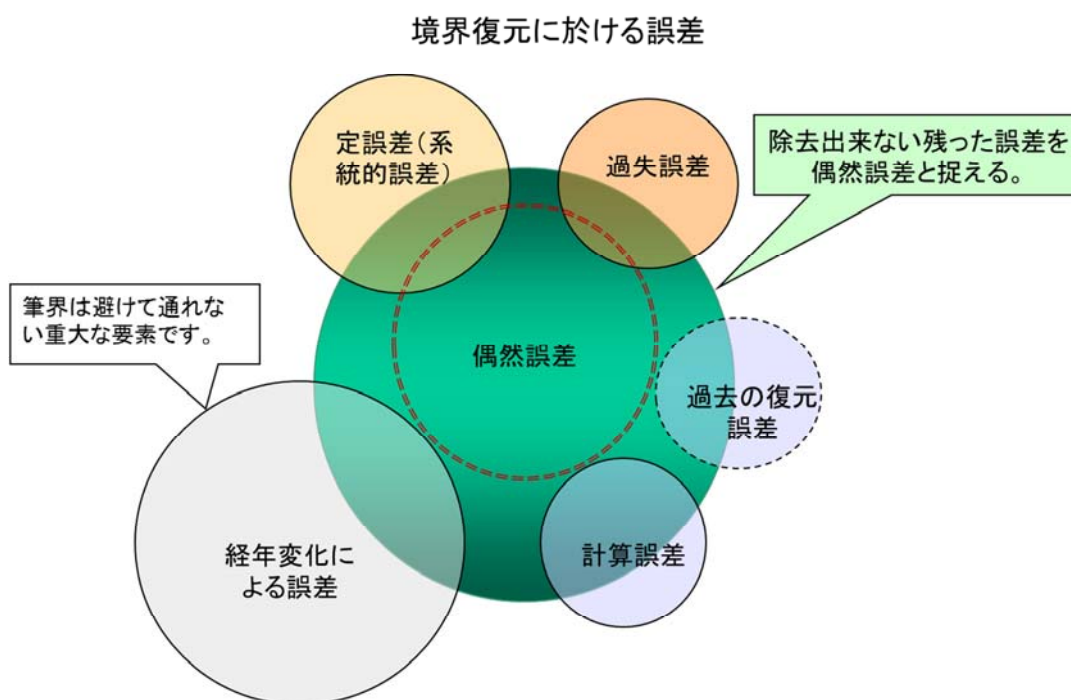 境界復元に於ける誤差
定誤差(系
統的誤差)
過失誤差
除去出来ない残った誤差を
偶然誤差と捉える。
筆界は避けて通れな
い重大な要素です。
偶然誤差
過去の復元
誤差
経年変化に
よる誤差
計算誤差